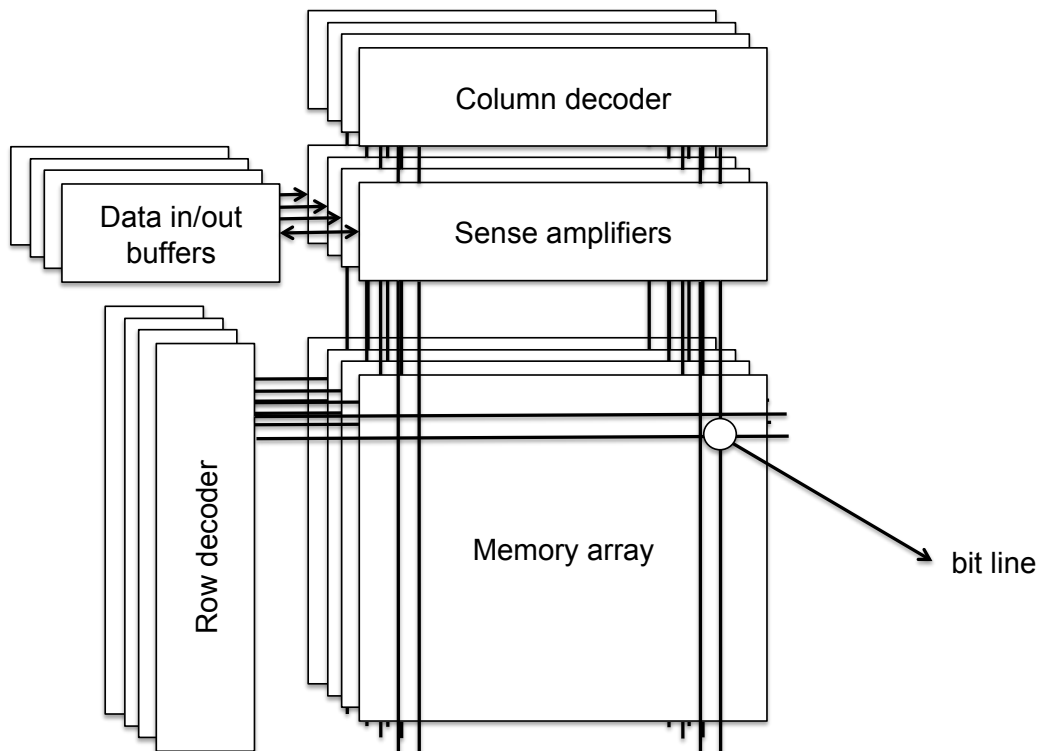 Column decoder
Data in/out
buffers
Sense amplifiers
Row decoder
Memory array
bit line